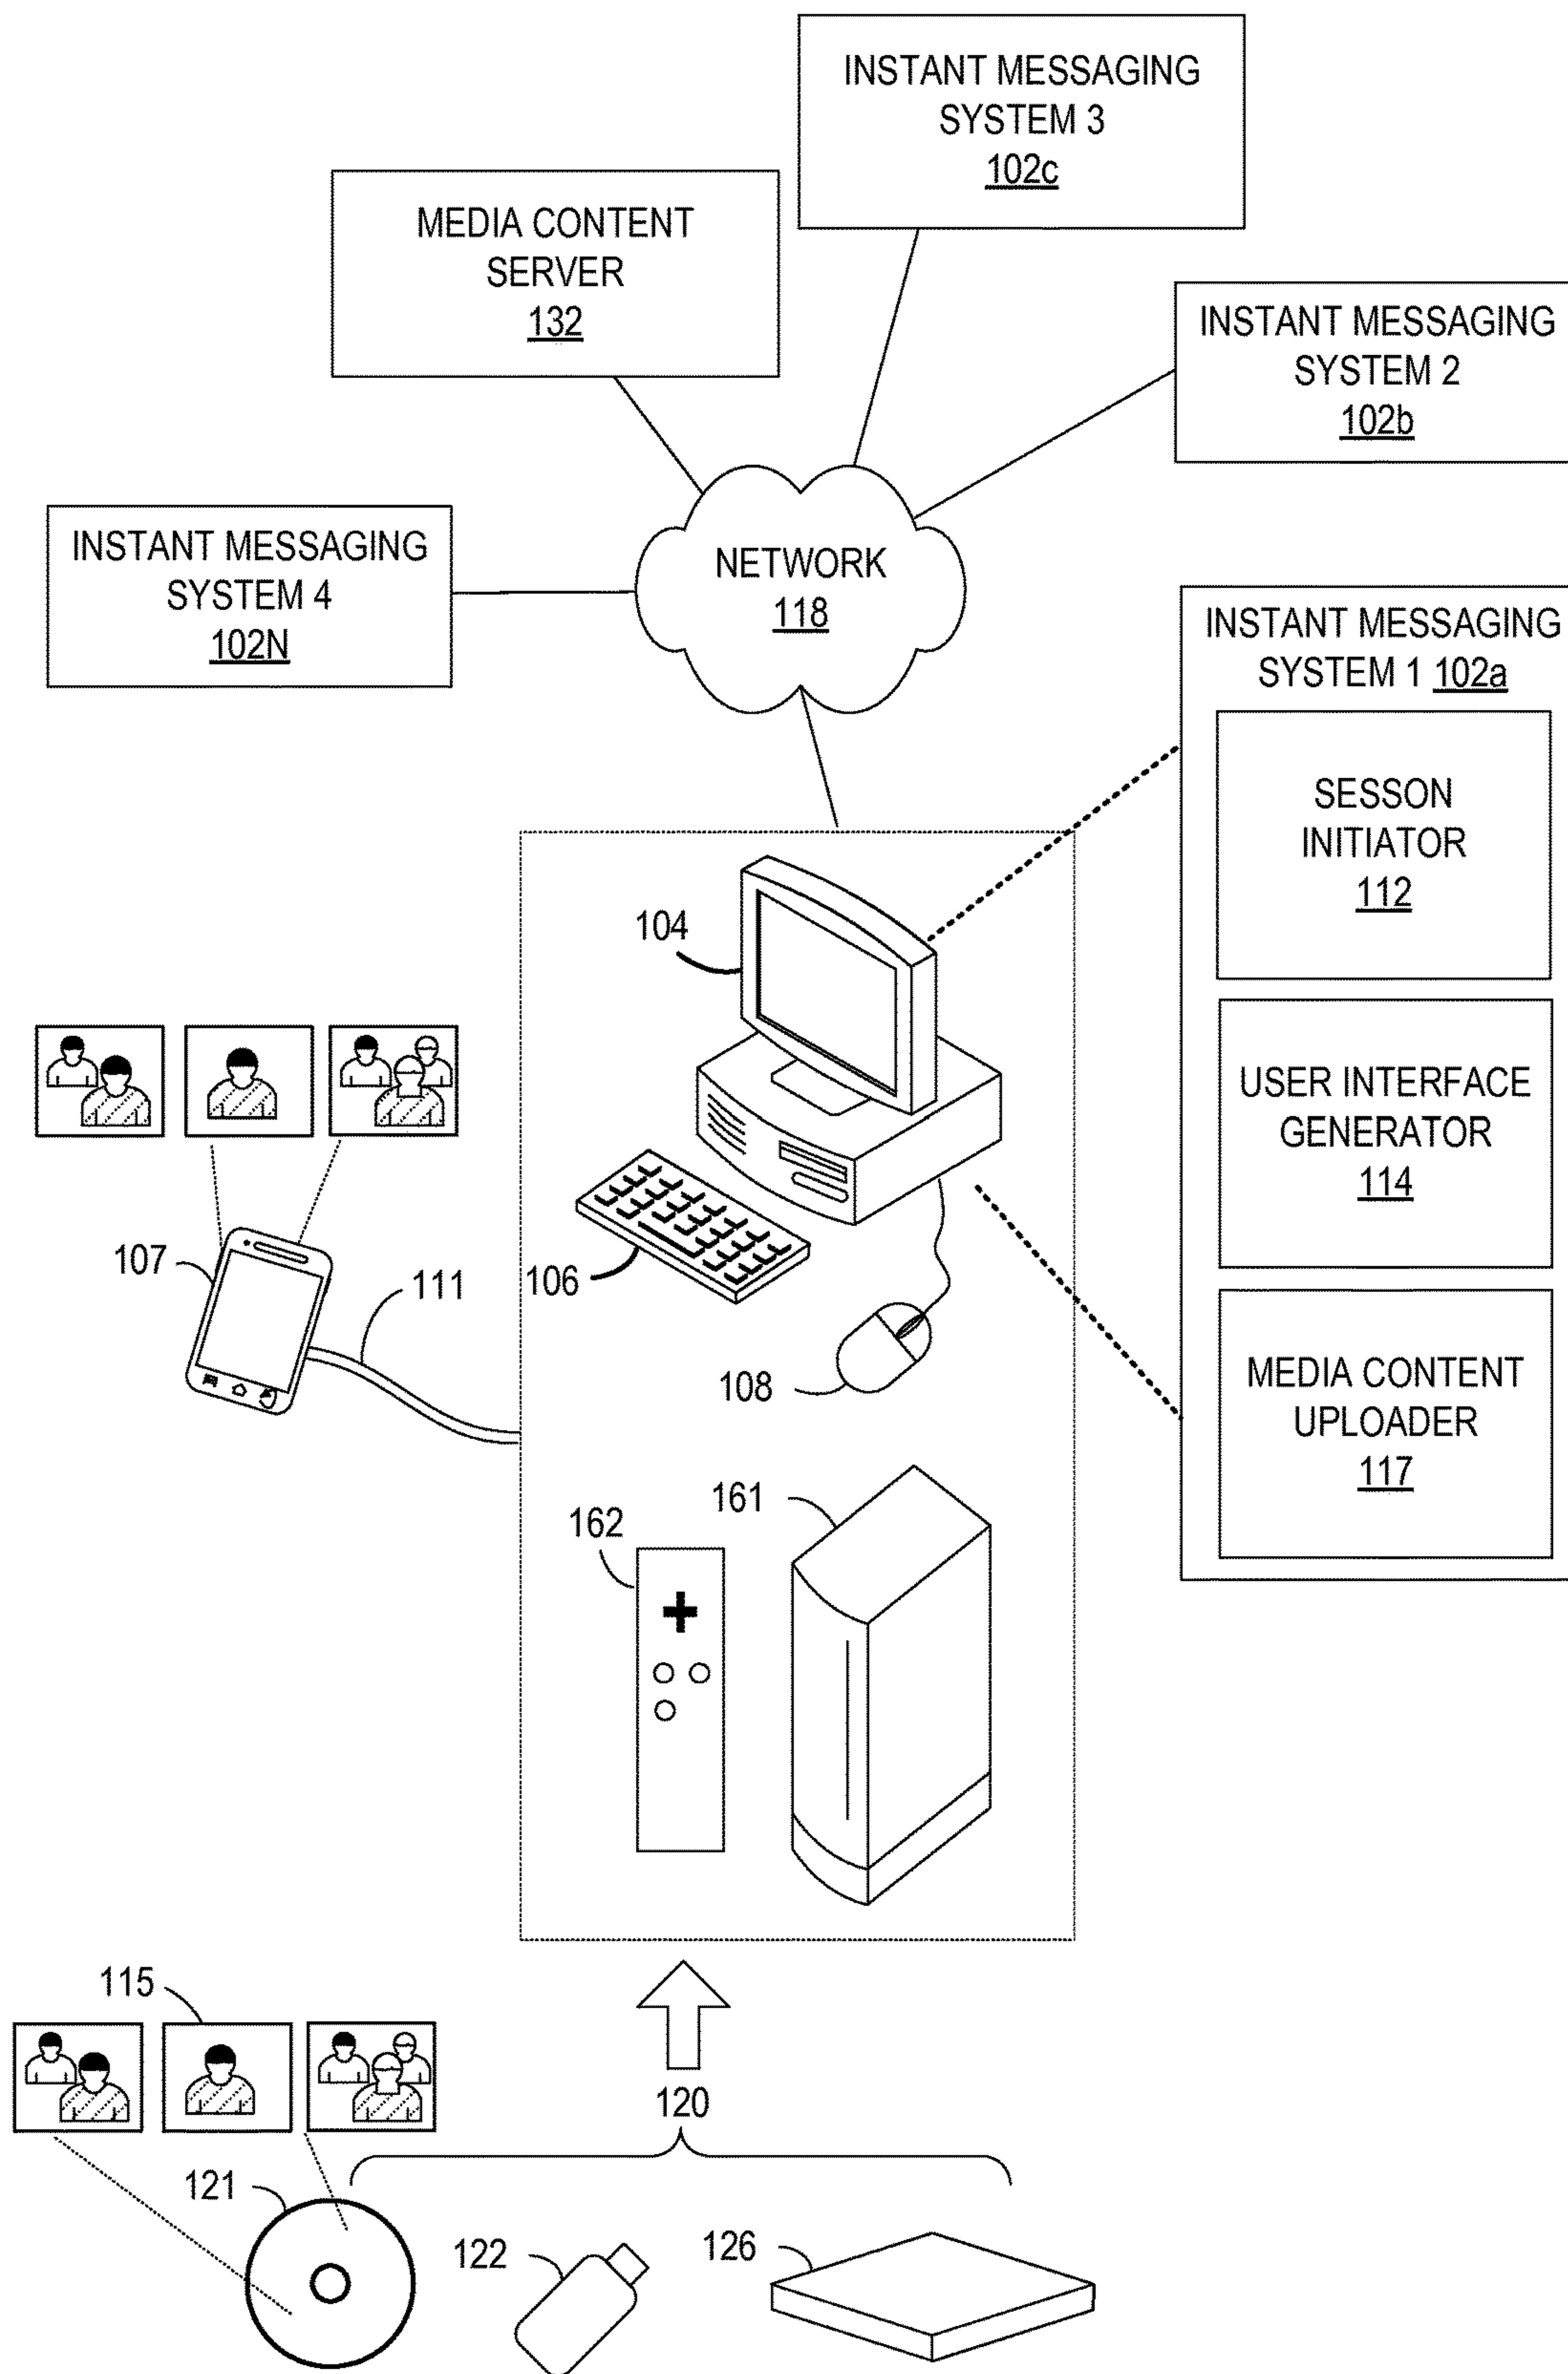 INSTANT MESSAGING
SYSTEM 3
102c
MEDIA CONTENT
SERVER
132
INSTANT MESSAGING
SYSTEM 2
102b
INSTANT MESSAGING
SYSTEM 4
102N
NETWORK
118
INSTANT MESSAGING
SYSTEM 1 102a
SESSON
INITIATOR
112
USER INTERFACE
GENERATOR
114
MEDIA CONTENT
UPLOADER
117
104
107
111
106
108
162
161
115
120
121
122
126